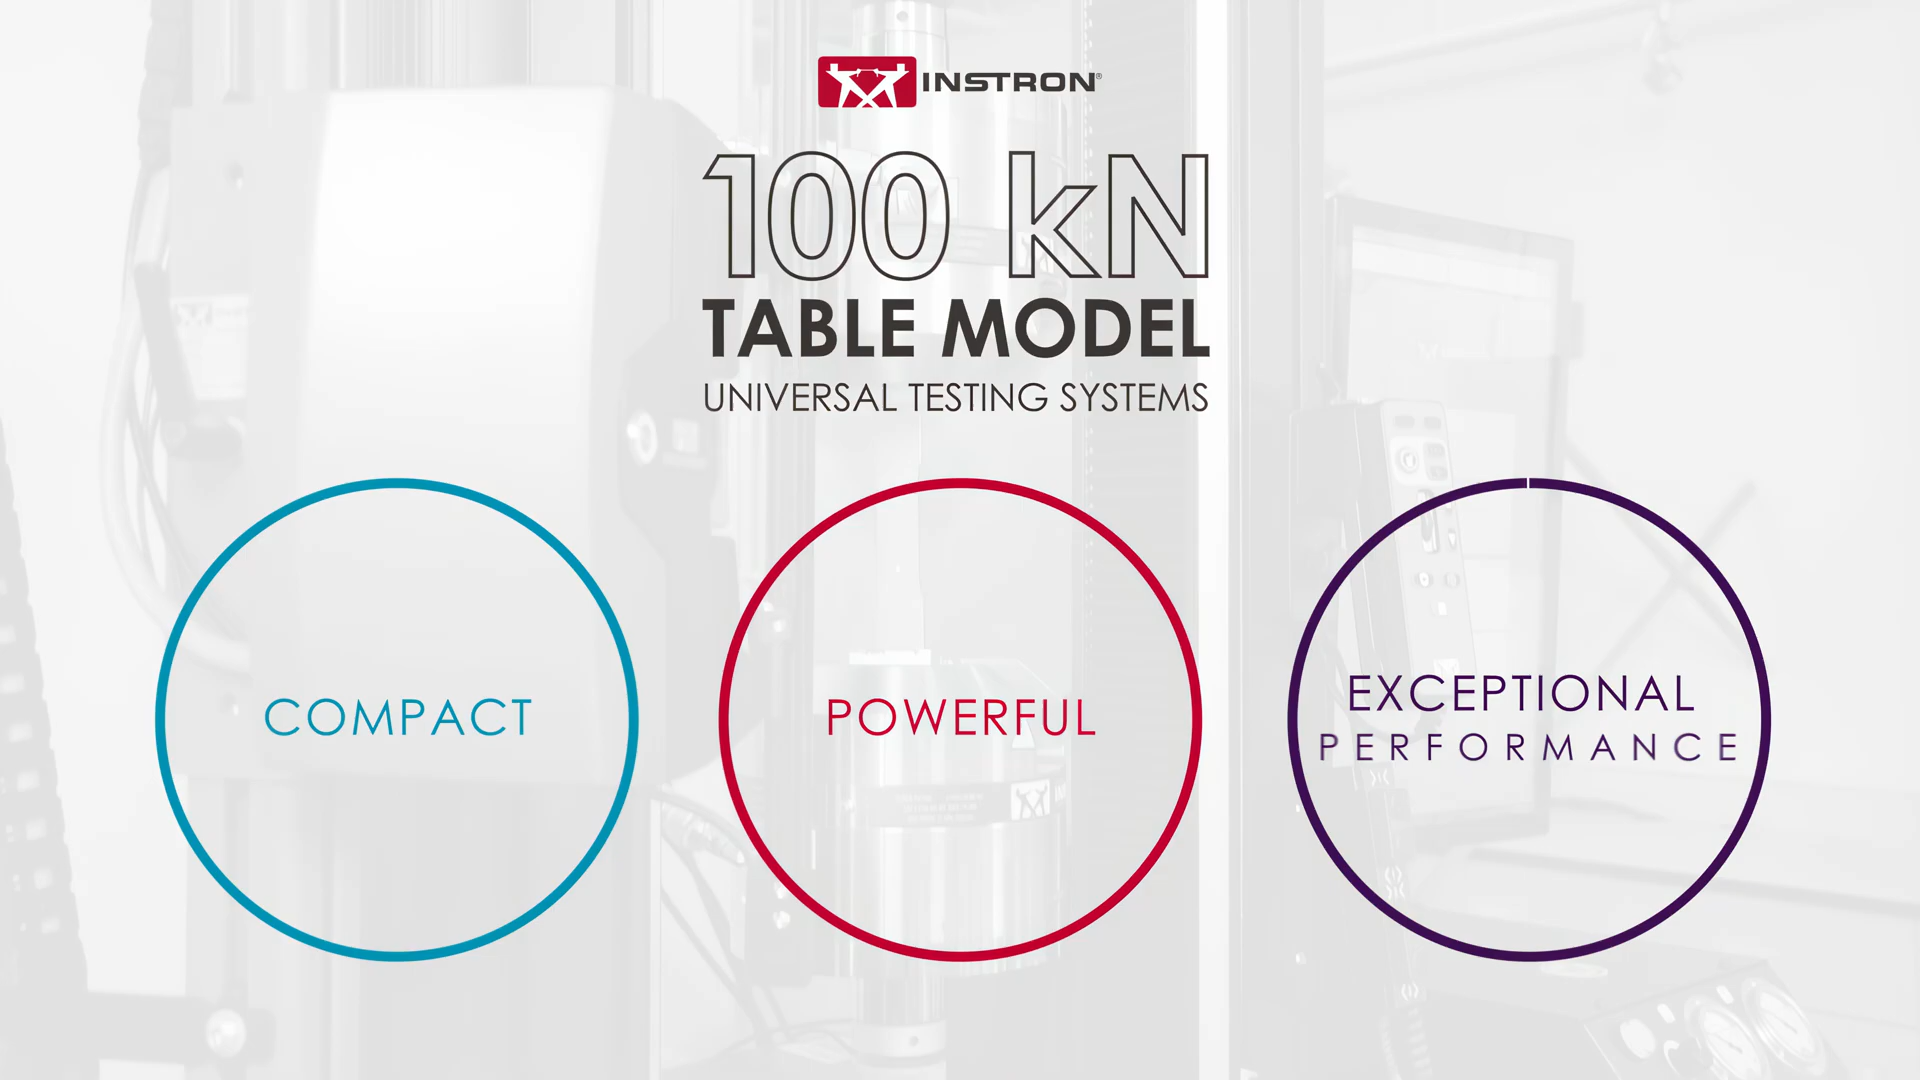 INSTRON®
100 kN
TABLE MODEL
UNIVERSAL TESTING SYSTEMS
COMPACT
POWERFUL
EXCEPTIONAL
PERFORMANCE